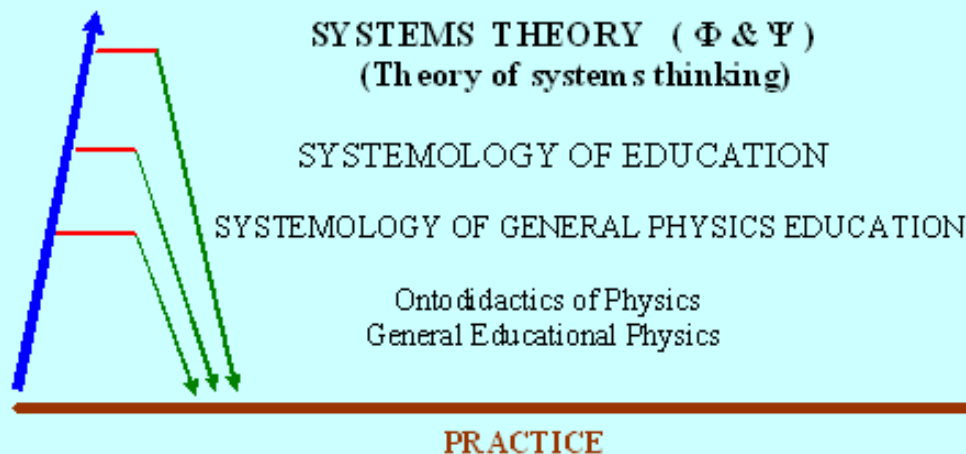 SYSTEMS THEORY ( Φ & Ψ )
(Theory of systems thinking)
SYSTEMOLOGY OF EDUCATION
SYSTEMOLOGY OF GENERAL PHYSICS EDUCATION
Ontodidactics of Physics
General Educational Physics
PRACTICE